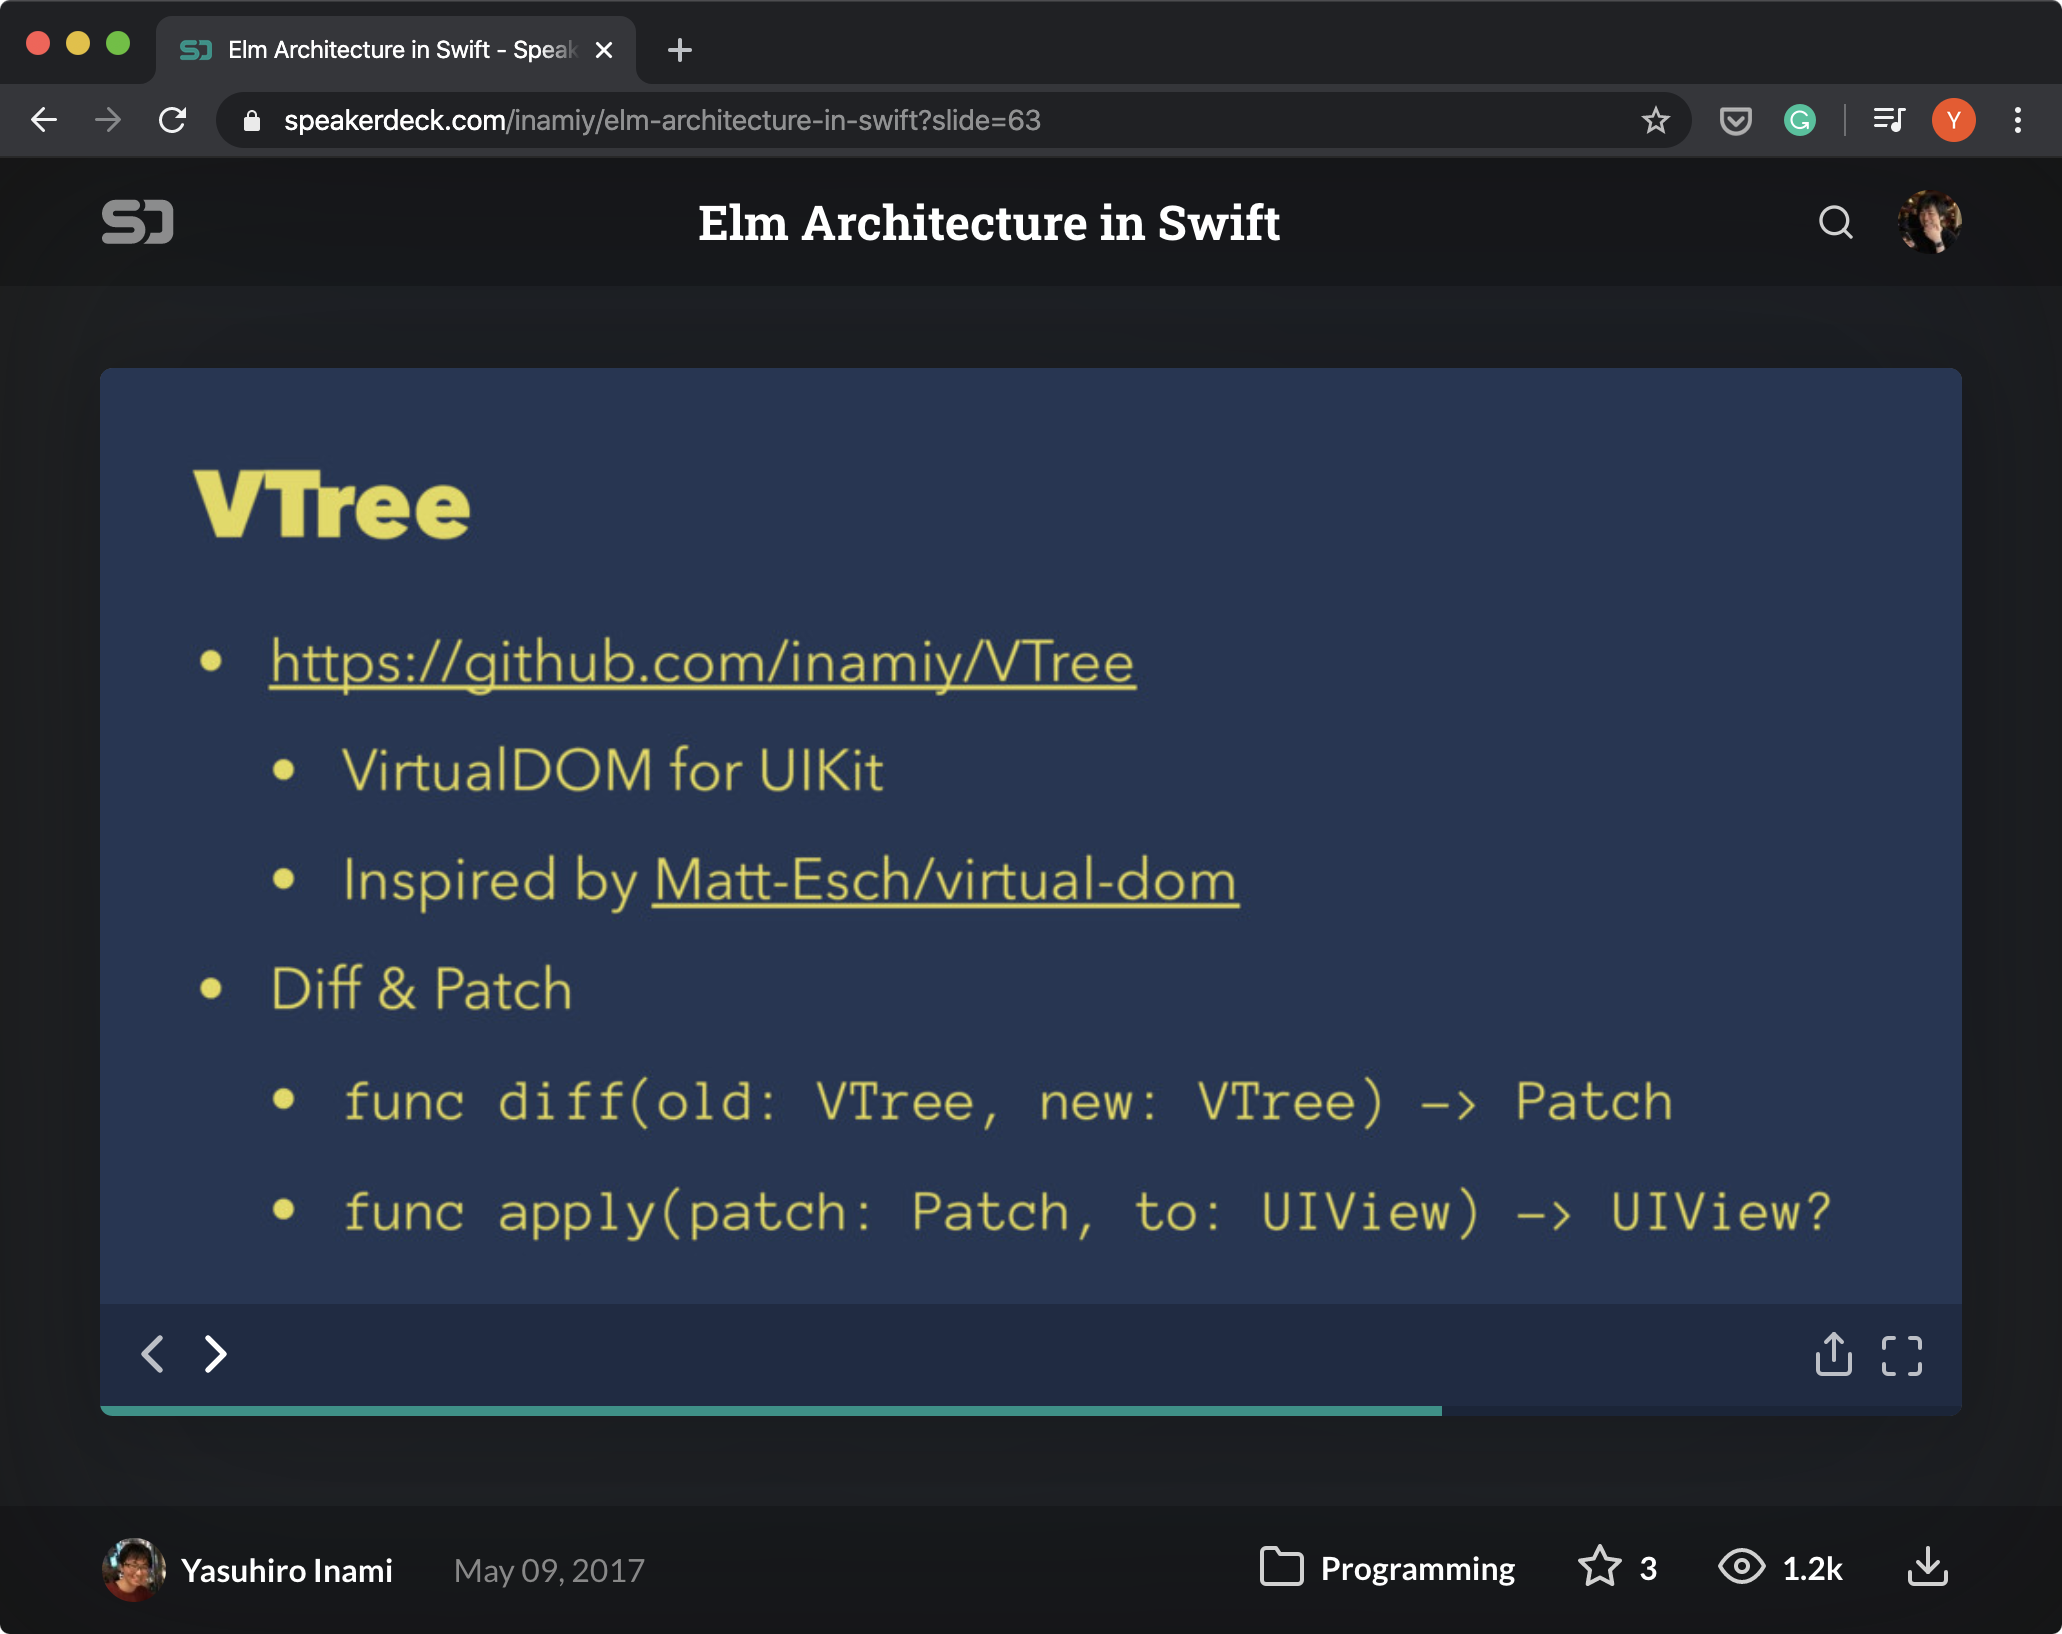 Elm Architecture in Swift - Speak
speakerdeck.com/inamiy/elm-architecture-in-swift?slide=63
Y
Elm Architecture in Swift
VTree
• https://github.com/inamiy/VTree
• VirtualDOM for UIKit
• Inspired by Matt-Esch/virtual-dom
• Diff & Patch
• func diff(old: VTree, new: VTree) -> Patch
• func apply(patch: Patch, to: UIView) -> UIView?
Yasuhiro Inami May 09, 2017 Programming 3 1.2k